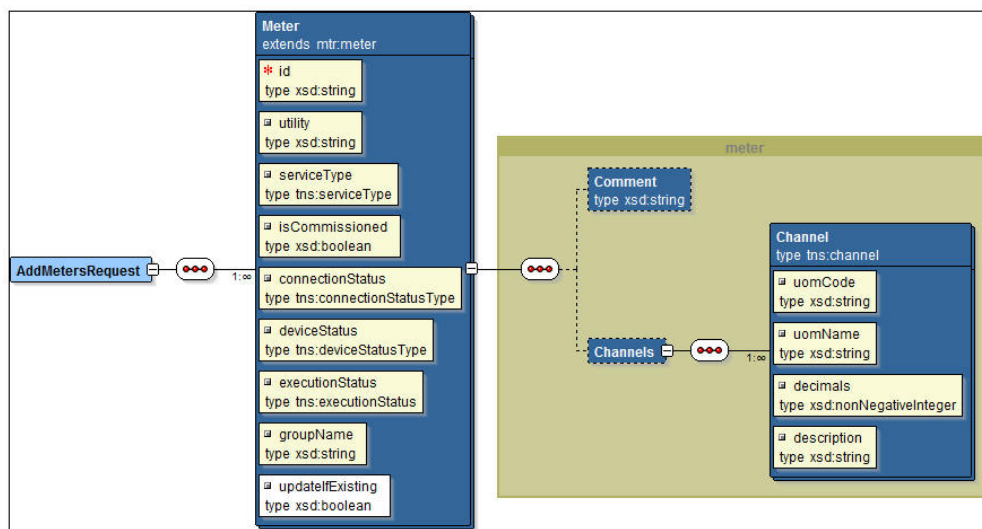 AddMetersRequest
1:∞
Meter
extends mtr:meter
id
type xsd:string
utility
type xsd:string
serviceType
type tns:serviceType
isCommissioned
type xsd:boolean
connectionStatus
type tns:connectionStatusType
deviceStatus
type tns:deviceStatusType
executionStatus
type tns:executionStatus
groupName
type xsd:string
updateIfExisting
type xsd:boolean
meter
Comment
type xsd:string
Channels
1:∞
Channel
type tns:channel
uomCode
type xsd:string
uomName
type xsd:string
decimals
type xsd:nonNegativeInteger
description
type xsd:string